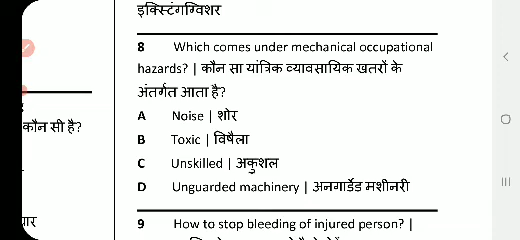 इक्स्टिंगग्विशर
8 Which comes under mechanical occupational
hazards? | कौन सा यांत्रिक व्यावसायिक खतरों के
अंतर्गत आता है?
कौन सी है?
A Noise | शोर
B Toxic | विषैला
C Unskilled | अकुशल
D Unguarded machinery | अनगार्डेड मशीनरी
9 How to stop bleeding of injured person? |